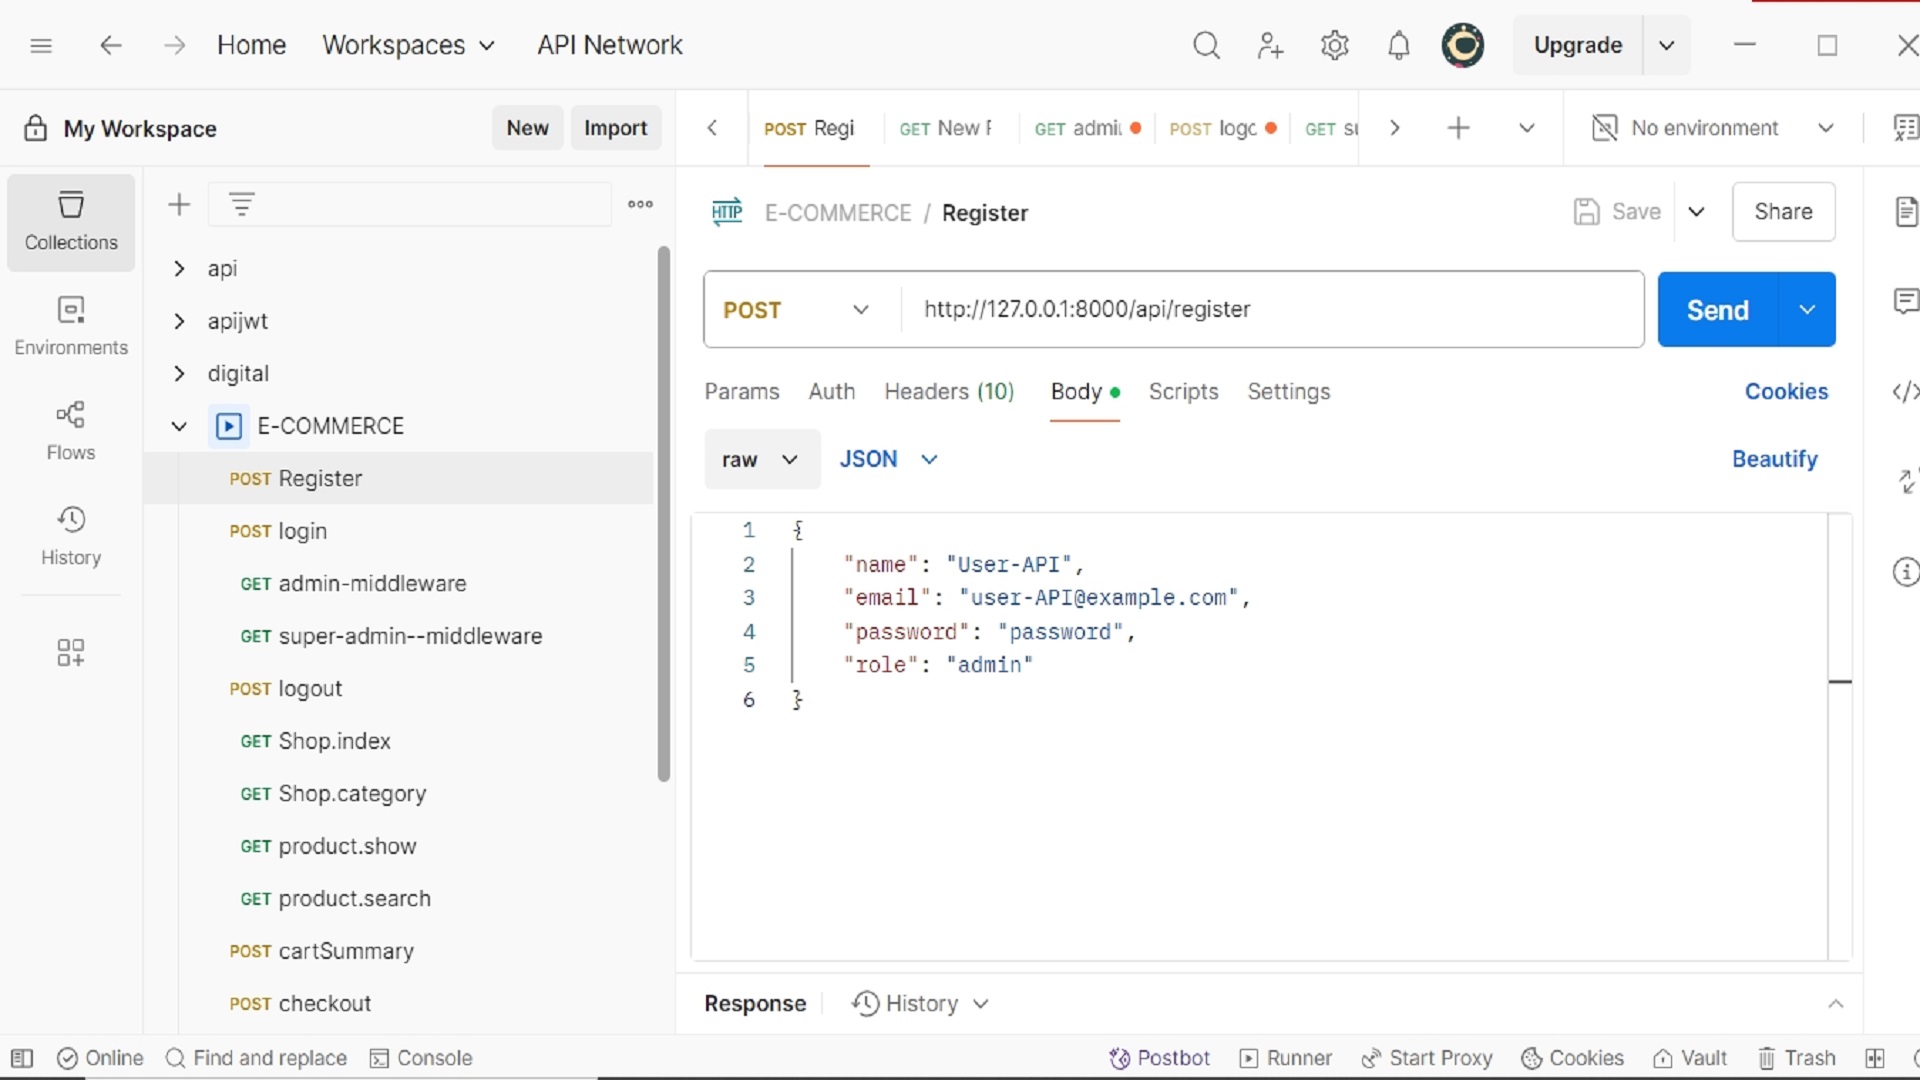 Home Workspaces API Network Upgrade
My Workspace New Import POST Regi GET New GET admi POST logo GET su No environment
Collections
HTTP E-COMMERCE / Register Save Share
api
POST http://127.0.0.1:8000/api/register Send
apijwt
Environments
digital
Params Auth Headers (10) Body Scripts Settings Cookies
E-COMMERCE
Flows
raw JSON Beautify
POST Register
1 {
POST login
2 "name": "User-API",
History
GET admin-middleware
3 "email": "user-API@example.com",
GET super-admin--middleware
4 "password": "password",
5 "role": "admin"
POST logout
6 }
GET Shop.index
GET Shop.category
GET product.show
GET product.search
POST cartSummary
POST checkout
Response History
Online Find and replace Console Postbot Runner Start Proxy Cookies Vault Trash